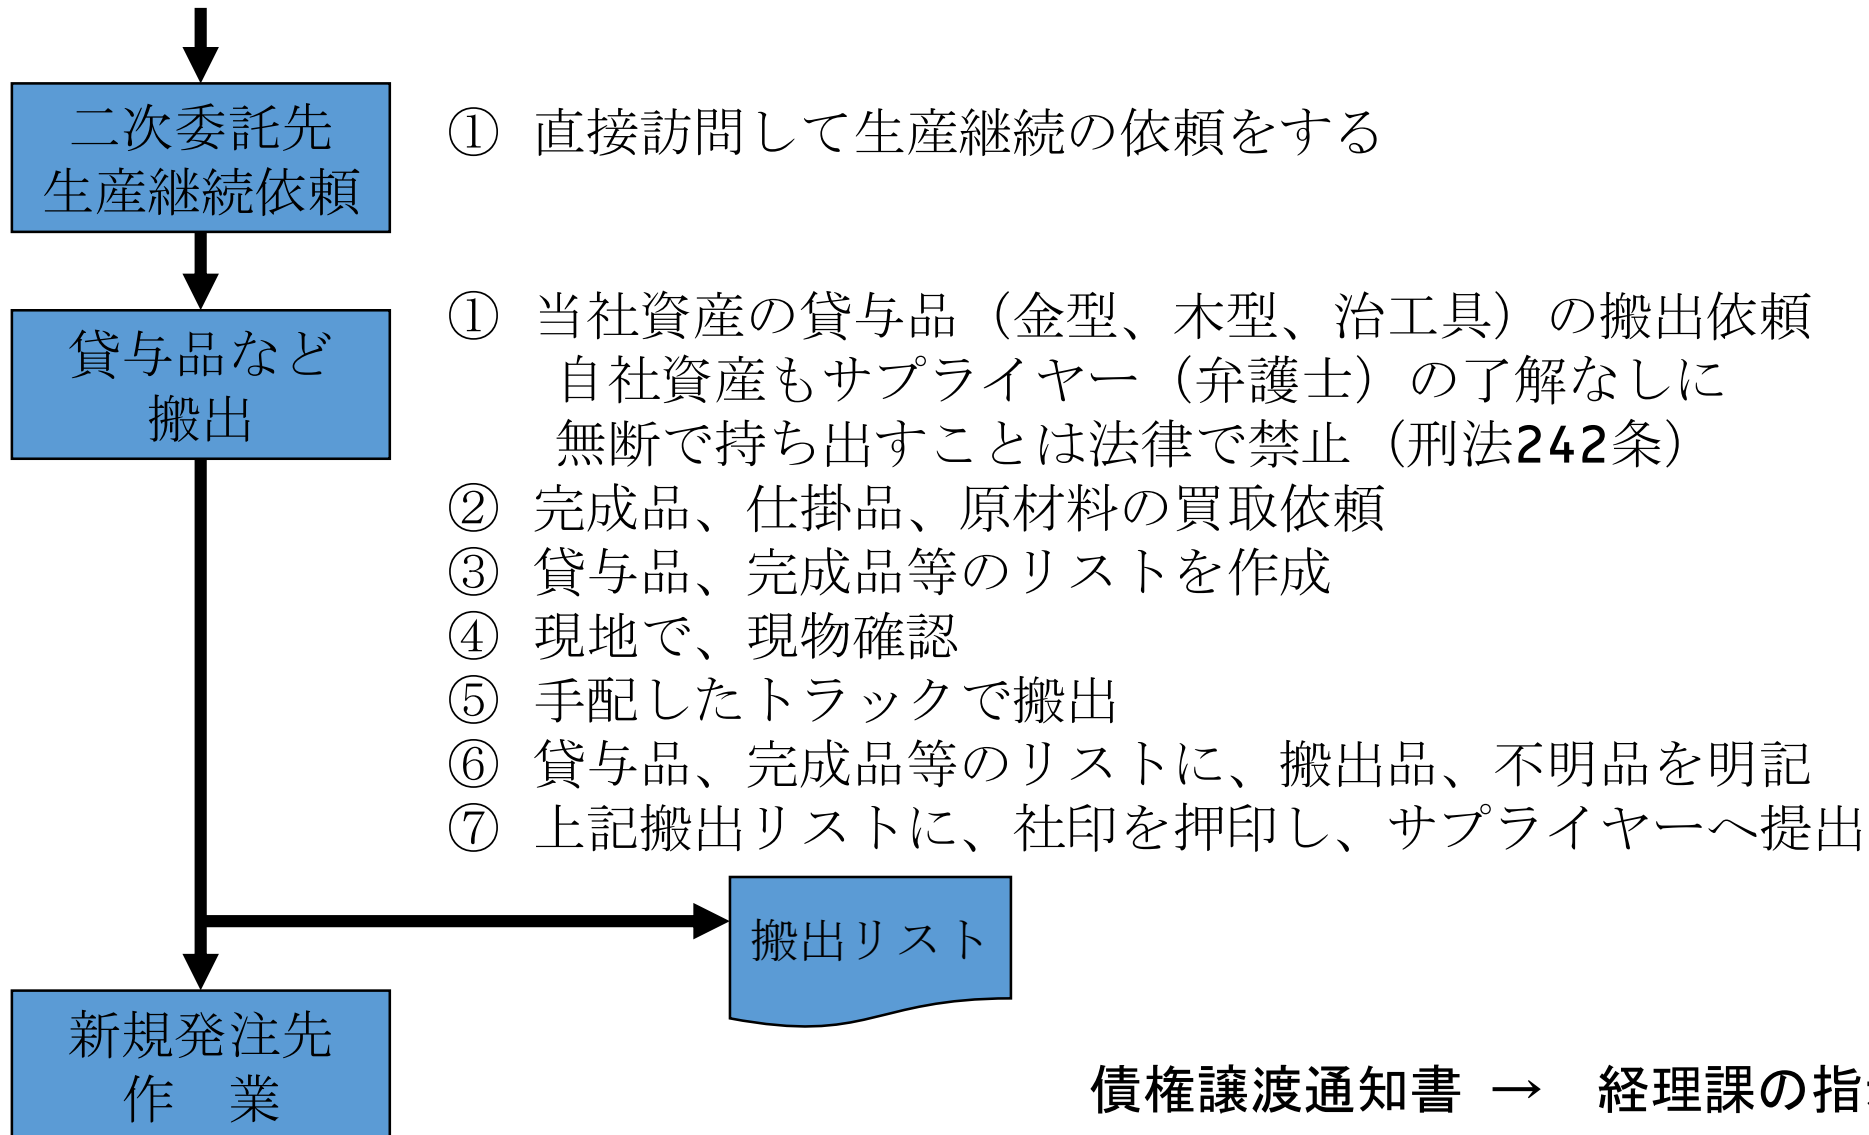 二次委託先
生産継続依頼
① 直接訪問して生産継続の依頼をする
貸与品など
搬出
① 当社資産の貸与品（金型、木型、治工具）の搬出依頼
自社資産もサプライヤー（弁護士）の了解なしに
無断で持ち出すことは法律で禁止（刑法242条）
② 完成品、仕掛品、原材料の買取依頼
③ 貸与品、完成品等のリストを作成
④ 現地で、現物確認
⑤ 手配したトラックで搬出
⑥ 貸与品、完成品等のリストに、搬出品、不明品を明記
⑦ 上記搬出リストに、社印を押印し、サプライヤーへ提出
搬出リスト
新規発注先
作　業
債権譲渡通知書 →　経理課の指